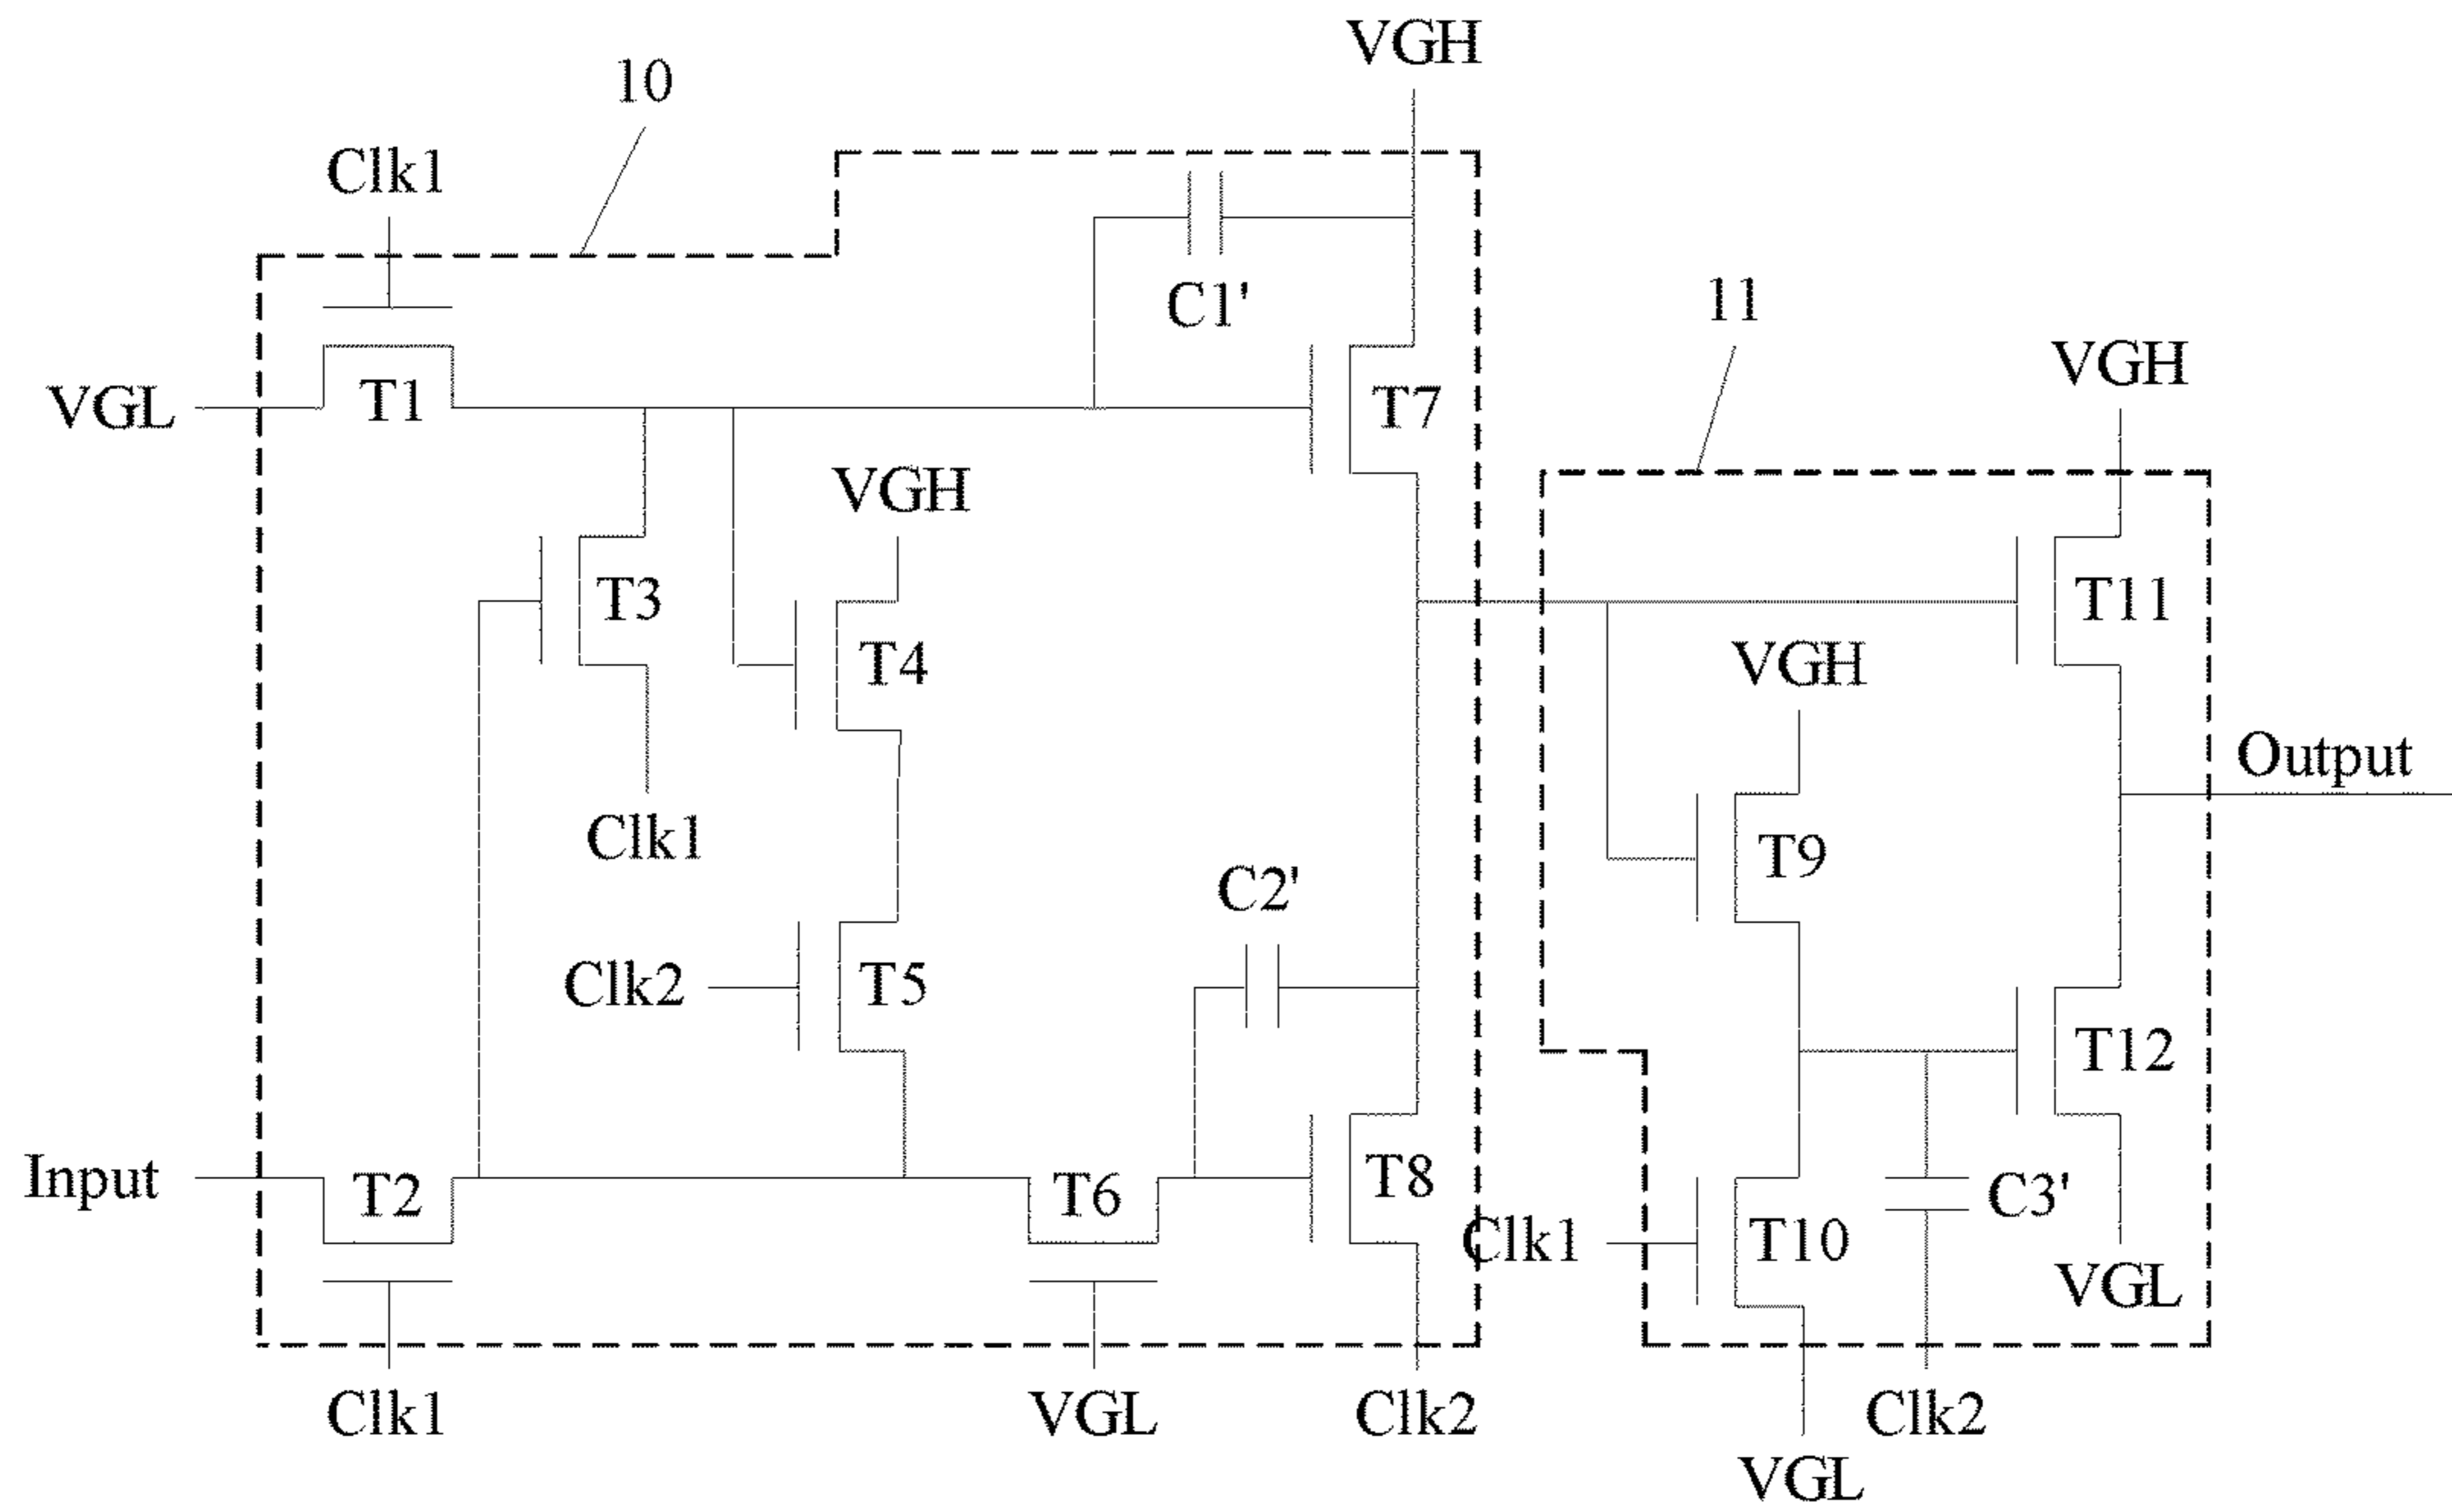 VGH
10
Clk1
C1'
11
VGH
VGL
T1
T7
VGH
T3
T4
T11
VGH
Clk1
Output
T9
C2'
Clk2
T5
T12
Input
T2
T6
T8
C3'
Clk1
T10
VGL
Clk1
VGL
Clk2
Clk2
VGL